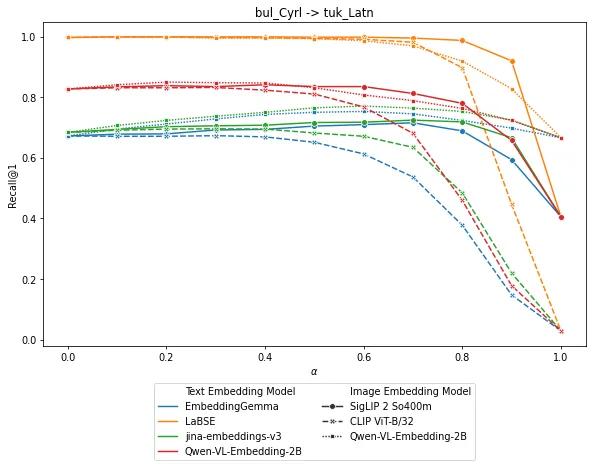 bul_Cyrl -> tuk_Latn
1.0
0.8
0.6
0.4
0.2
0.0
Recall@1
0.0 0.2 0.4 0.6 0.8 1.0
α
Text Embedding Model
EmbeddingGemma
LaBSE
jina-embeddings-v3
Qwen-VL-Embedding-2B
Image Embedding Model
SigLIP 2 So400m
CLIP ViT-B/32
Qwen-VL-Embedding-2B